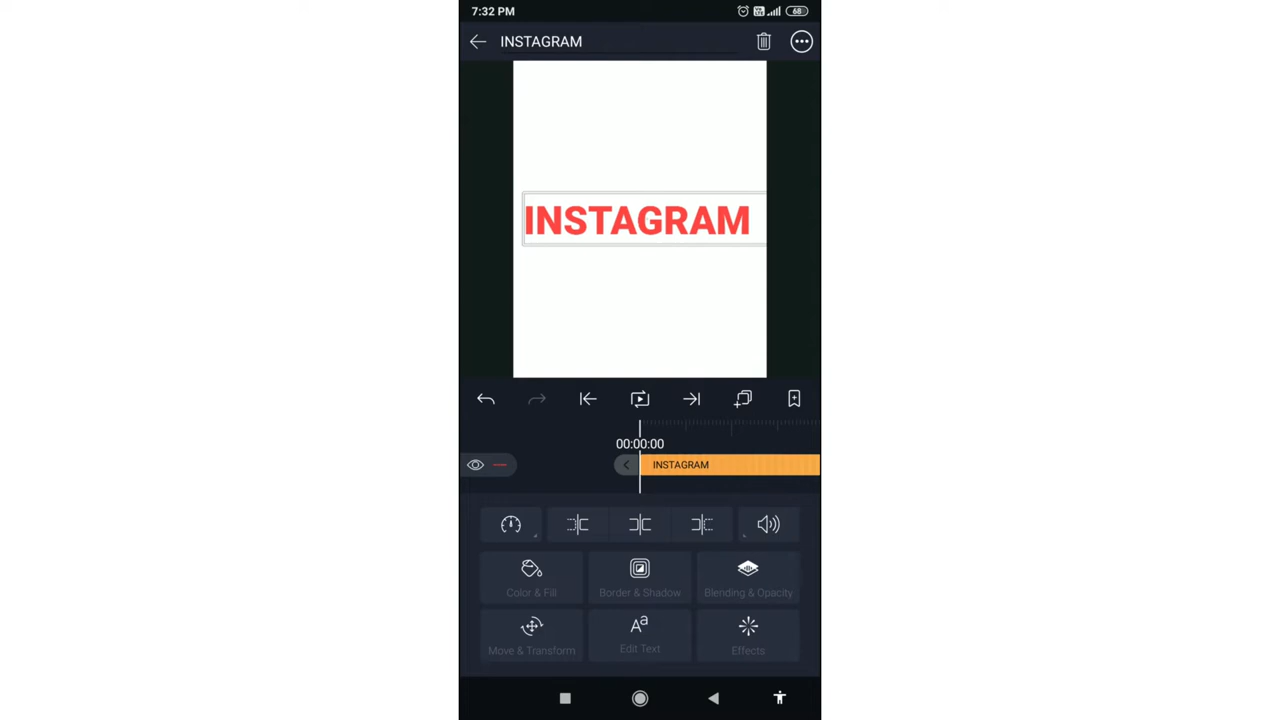 7:32 PM
68
INSTAGRAM
INSTAGRAM
00:00:00
INSTAGRAM
Color & Fill
Border & Shadow
Blending & Opacity
Move & Transform
Edit Text
Effects